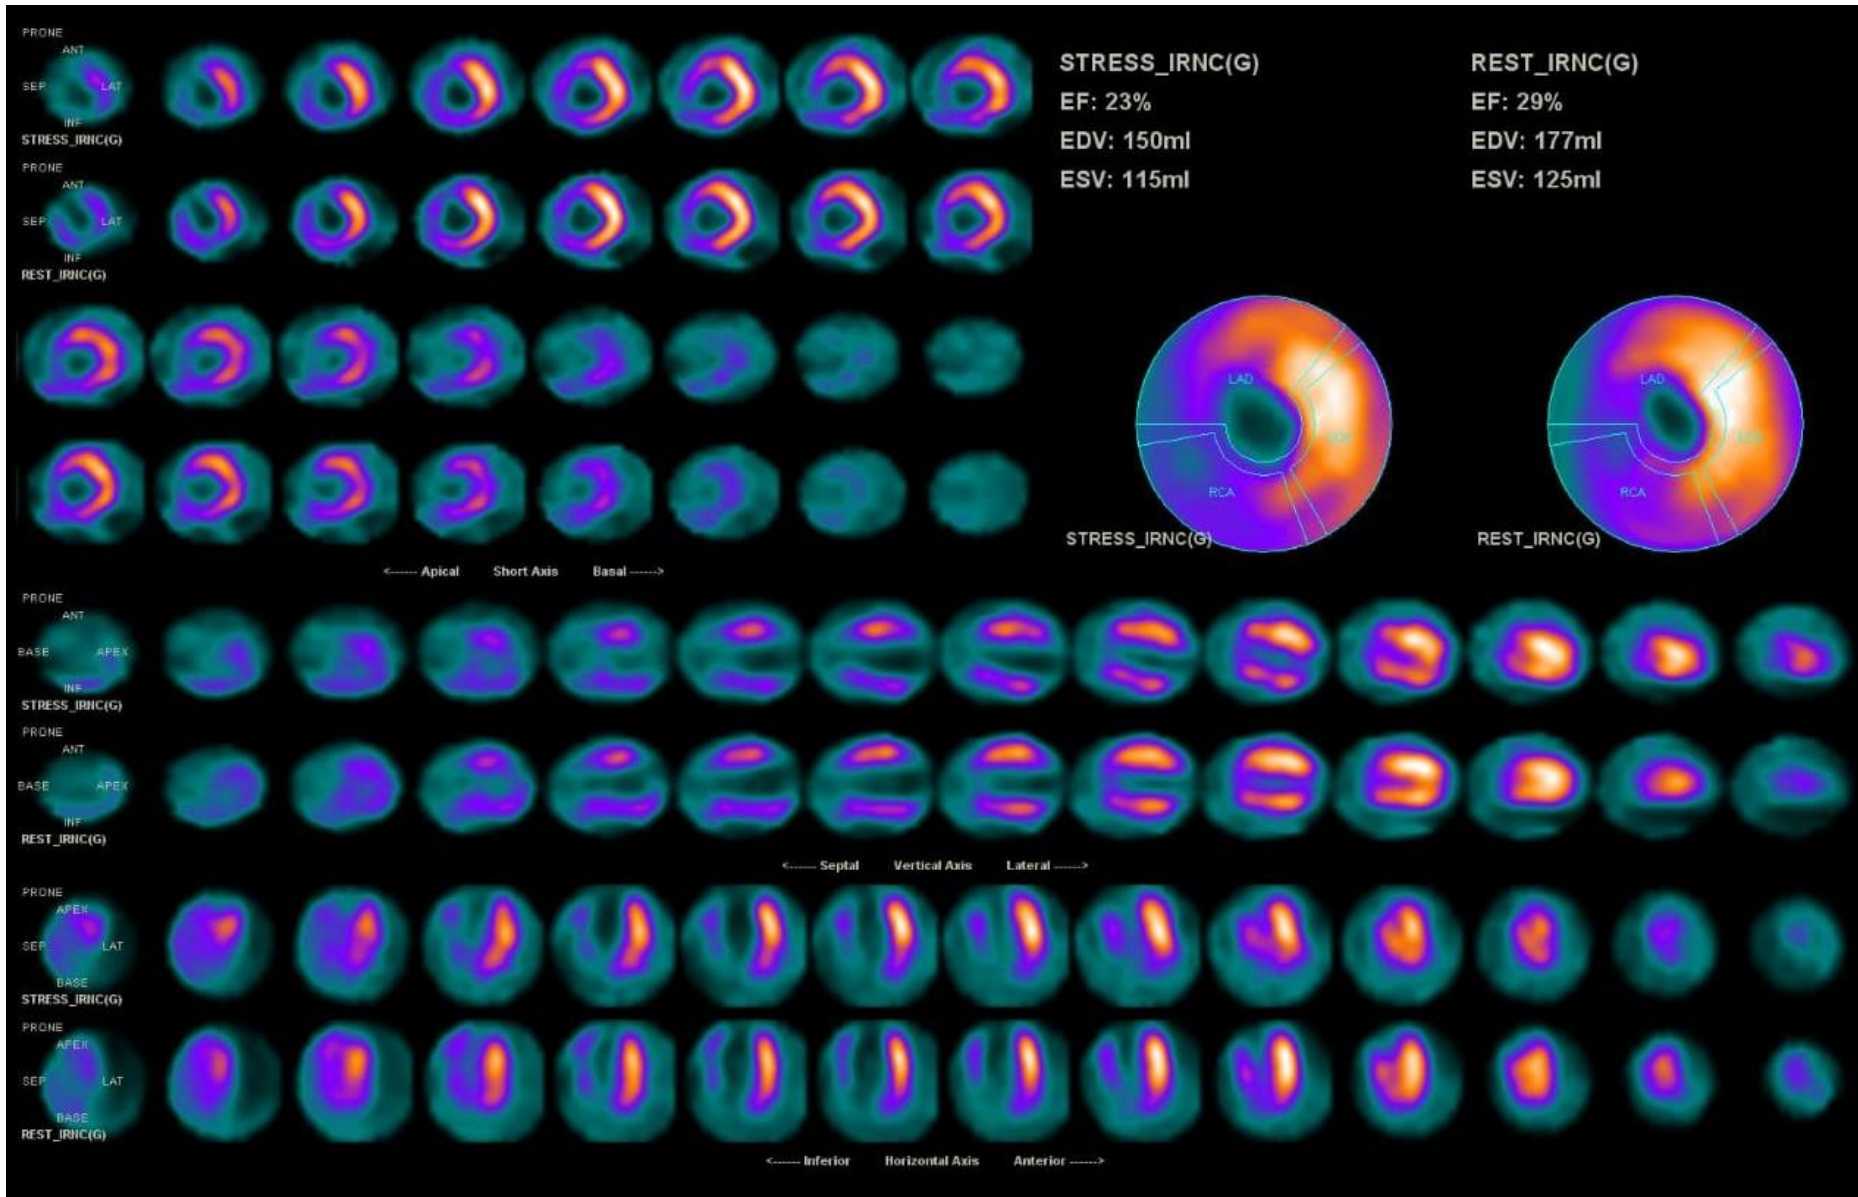 PRONE
ANT
SEP LAT
INF
STRESS_IRNC(G)
PRONE
ANT
SEP LAT
INF
REST_IRNC(G)
<------ Apical Short Axis Basal ------>
STRESS_IRNC(G)
EF: 23%
EDV: 150ml
ESV: 115ml
REST_IRNC(G)
EF: 29%
EDV: 177ml
ESV: 125ml
LAD
RCA
STRESS_IRNC(G)
LAD
LCX
RCA
REST_IRNC(G)
PRONE
ANT
BASE APEX
INF
STRESS_IRNC(G)
PRONE
ANT
BASE APEX
INF
REST_IRNC(G)
<------ Septal Vertical Axis Lateral ------>
PRONE
APEX
SEP LAT
BASE
STRESS_IRNC(G)
PRONE
APEX
SEP LAT
BASE
REST_IRNC(G)
<------ Inferior Horizontal Axis Anterior ------>